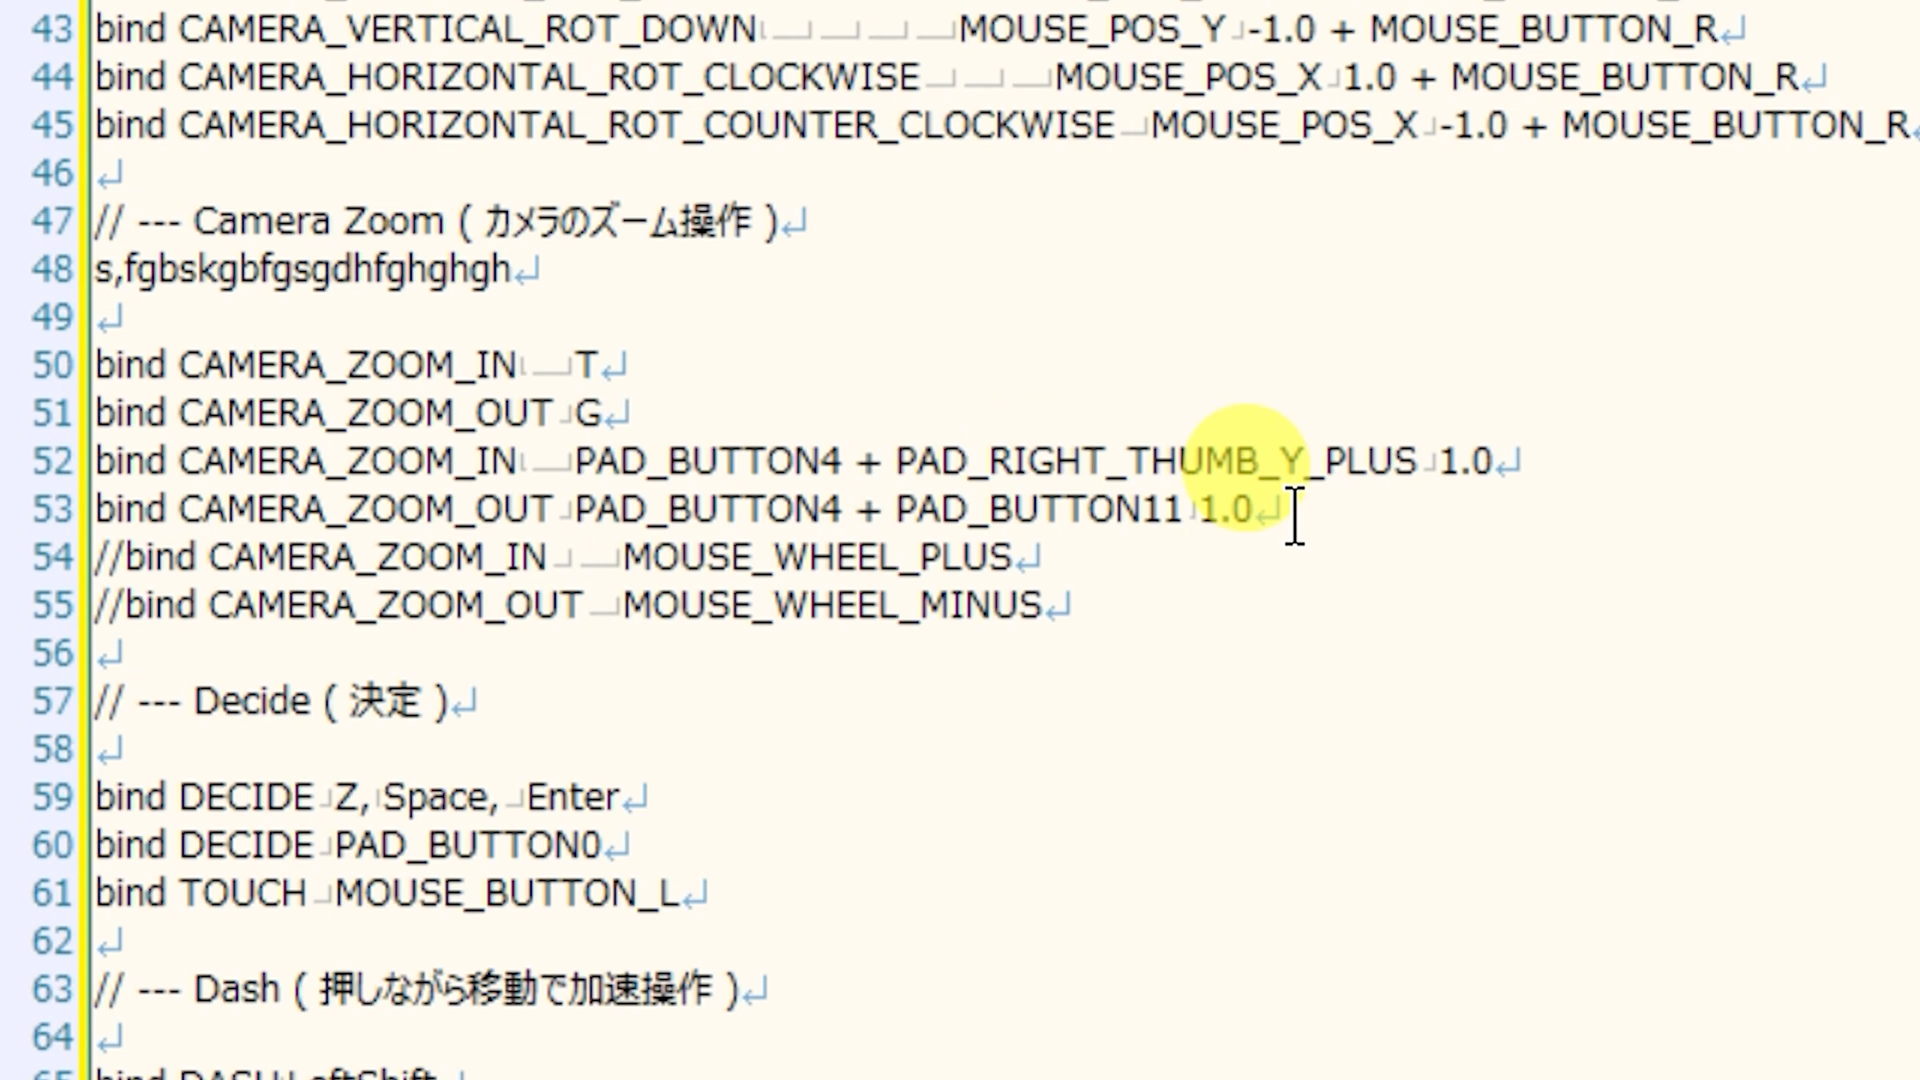 43 bind CAMERA_VERTICAL_ROT_DOWN MOUSE_POS_Y -1.0 + MOUSE_BUTTON_R
44 bind CAMERA_HORIZONTAL_ROT_CLOCKWISE MOUSE_POS_X 1.0 + MOUSE_BUTTON_R
45 bind CAMERA_HORIZONTAL_ROT_COUNTER_CLOCKWISE MOUSE_POS_X -1.0 + MOUSE_BUTTON_R
46
47 // --- Camera Zoom ( カメラのズーム操作 )
48 s,fgbskgbfgsgdhfghghgh
49
50 bind CAMERA_ZOOM_IN T
51 bind CAMERA_ZOOM_OUT G
52 bind CAMERA_ZOOM_IN PAD_BUTTON4 + PAD_RIGHT_THUMB_Y_PLUS 1.0
53 bind CAMERA_ZOOM_OUT PAD_BUTTON4 + PAD_BUTTON11 1.0
54 //bind CAMERA_ZOOM_IN MOUSE_WHEEL_PLUS
55 //bind CAMERA_ZOOM_OUT MOUSE_WHEEL_MINUS
56
57 // --- Decide ( 決定 )
58
59 bind DECIDE Z, Space, Enter
60 bind DECIDE PAD_BUTTON0
61 bind TOUCH MOUSE_BUTTON_L
62
63 // --- Dash ( 押しながら移動で加速操作 )
64
65 bind DASH LeftShift